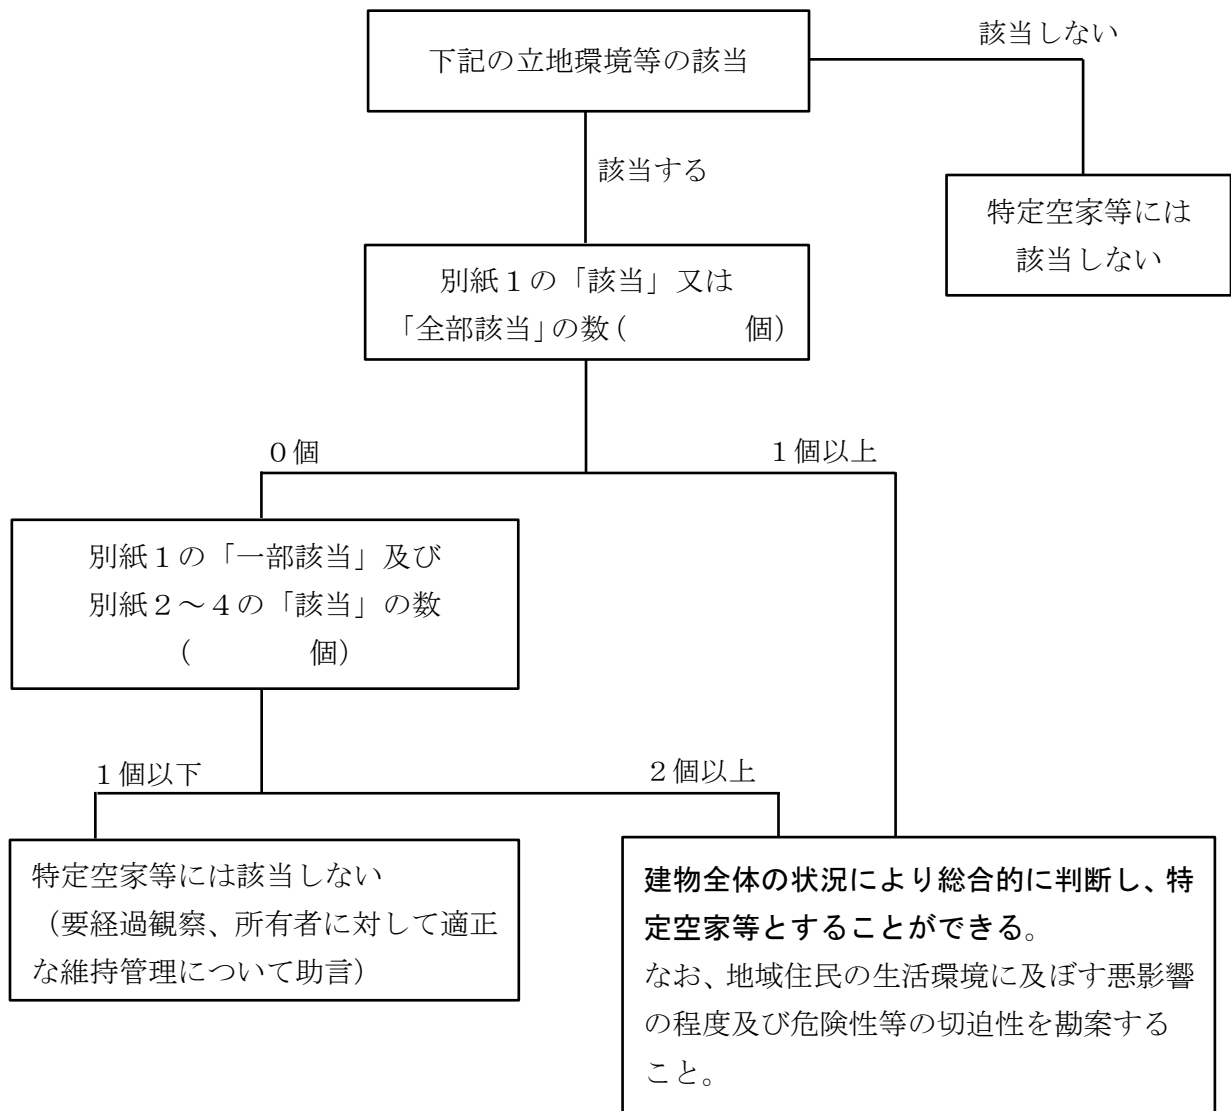 下記の立地環境等の該当
該当しない
該当する
特定空家等には
該当しない
別紙１の「該当」又は
「全部該当」の数(　　　　個)
０個
１個以上
別紙１の「一部該当」及び
別紙２～４の「該当」の数
(　　　　個)
１個以下
２個以上
特定空家等には該当しない
（要経過観察、所有者に対して適正
な維持管理について助言）
建物全体の状況により総合的に判断し、特
定空家等とすることができる。
なお、地域住民の生活環境に及ぼす悪影響
の程度及び危険性等の切迫性を勘案する
こと。